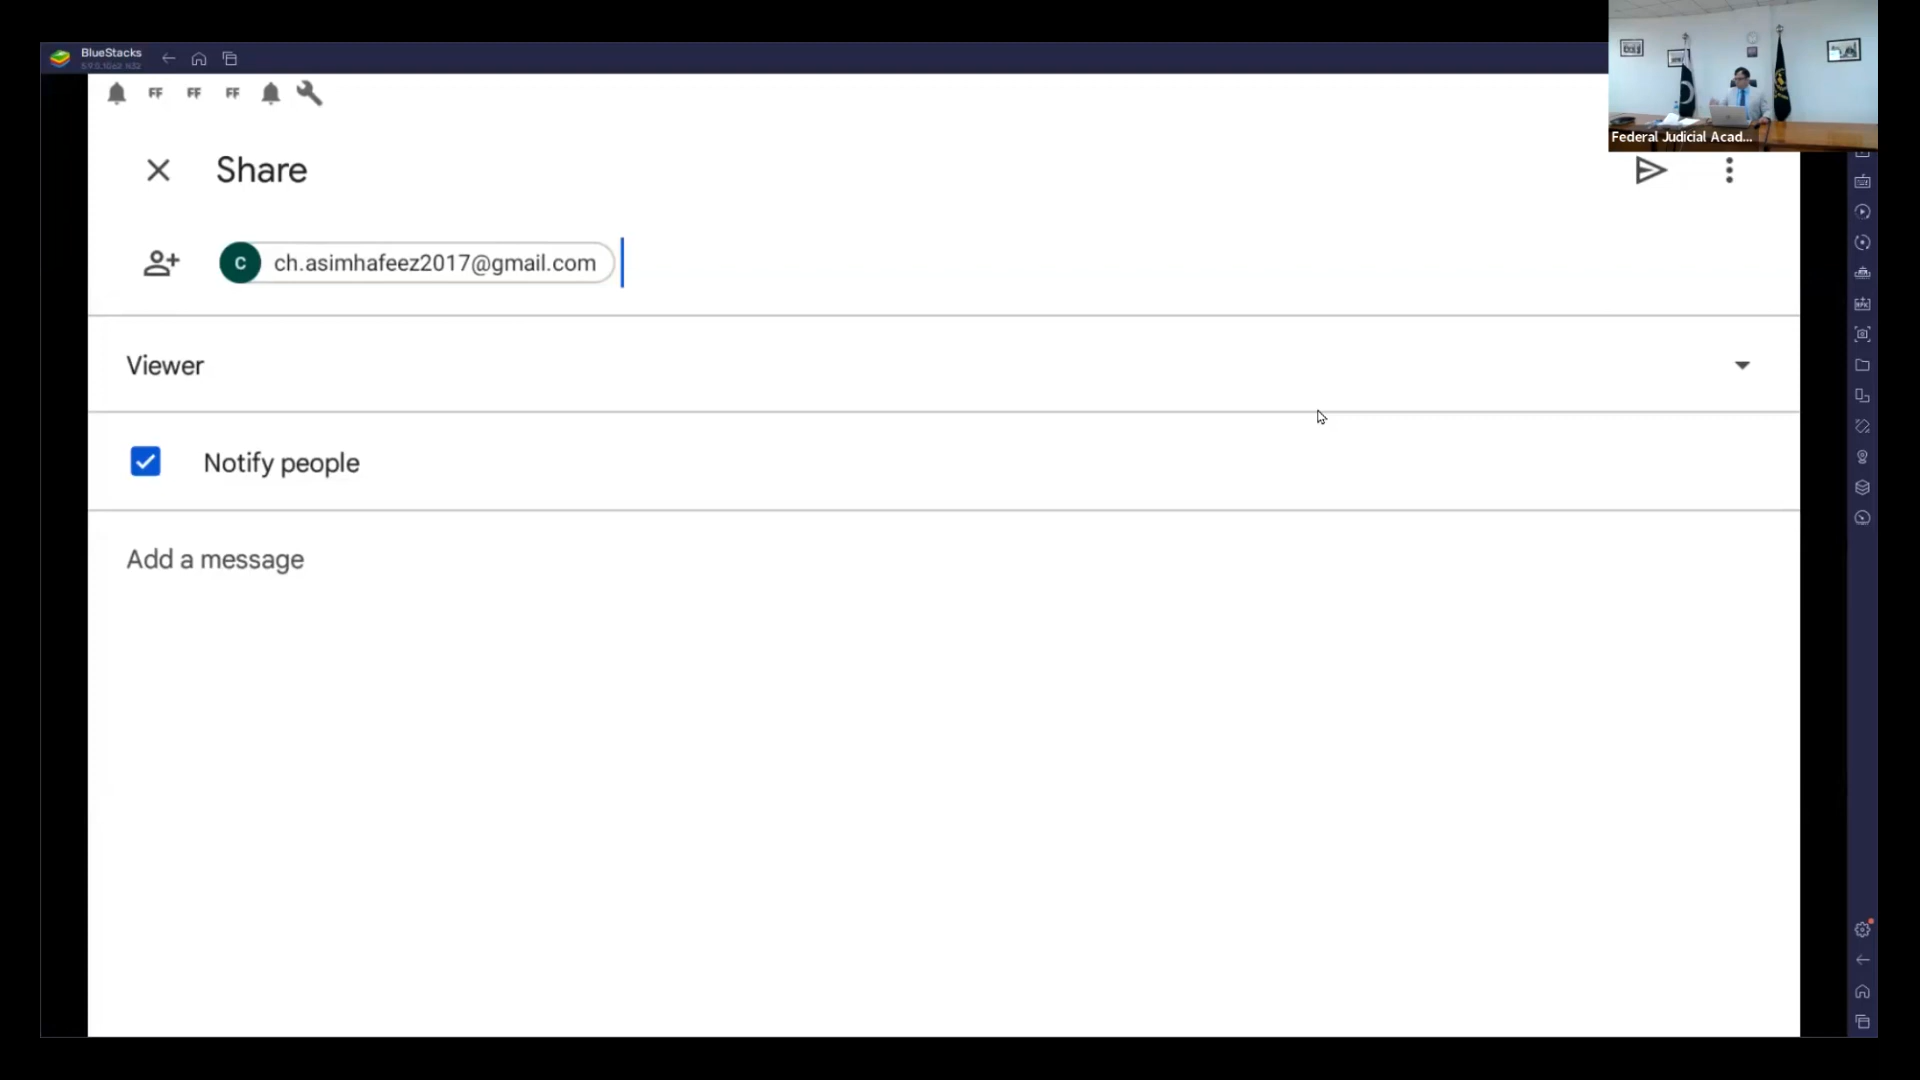 BlueStacks
Federal Judicial Acad...
FF FF FF
Share
c ch.asimhafeez2017@gmail.com
Viewer
Notify people
Add a message